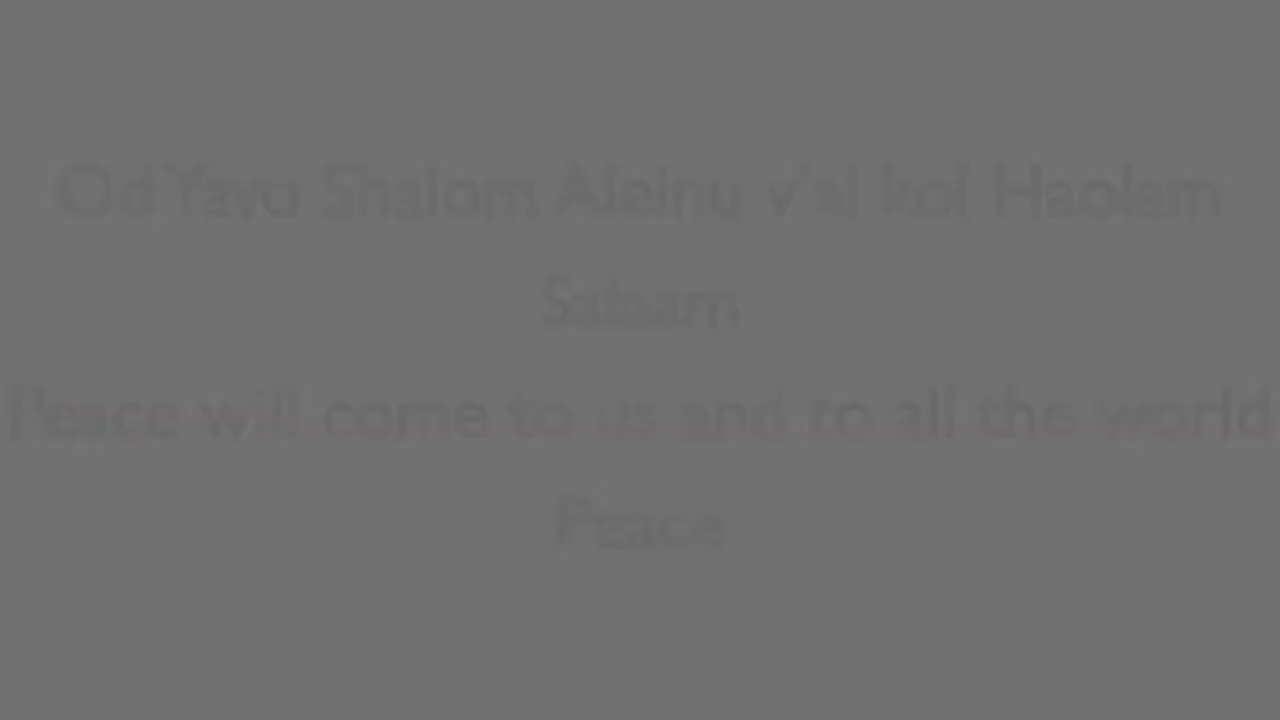 Od Yavo Shalom Aleinu v'al kol Haolem
Salaam
Peace will come to us and to all the world.
Peace